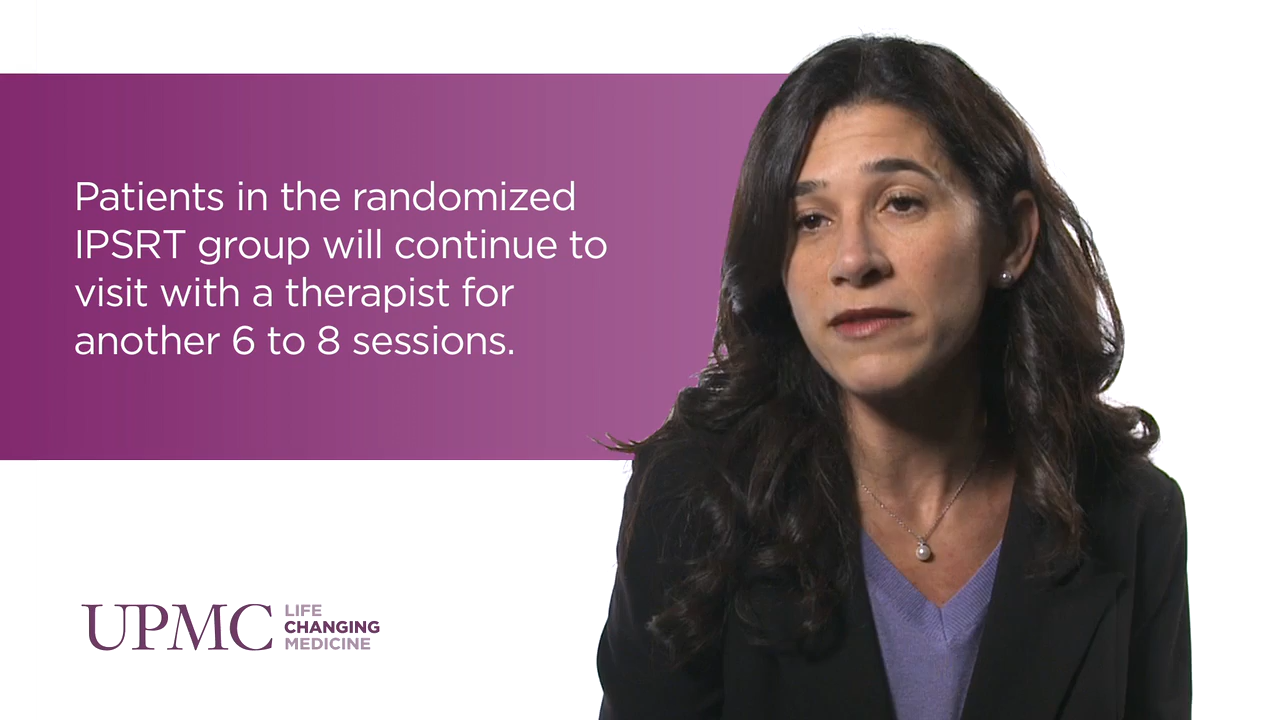 Patients in the randomized
IPSRT group will continue to
visit with a therapist for
another 6 to 8 sessions.
UPMC
LIFE
CHANGING
MEDICINE